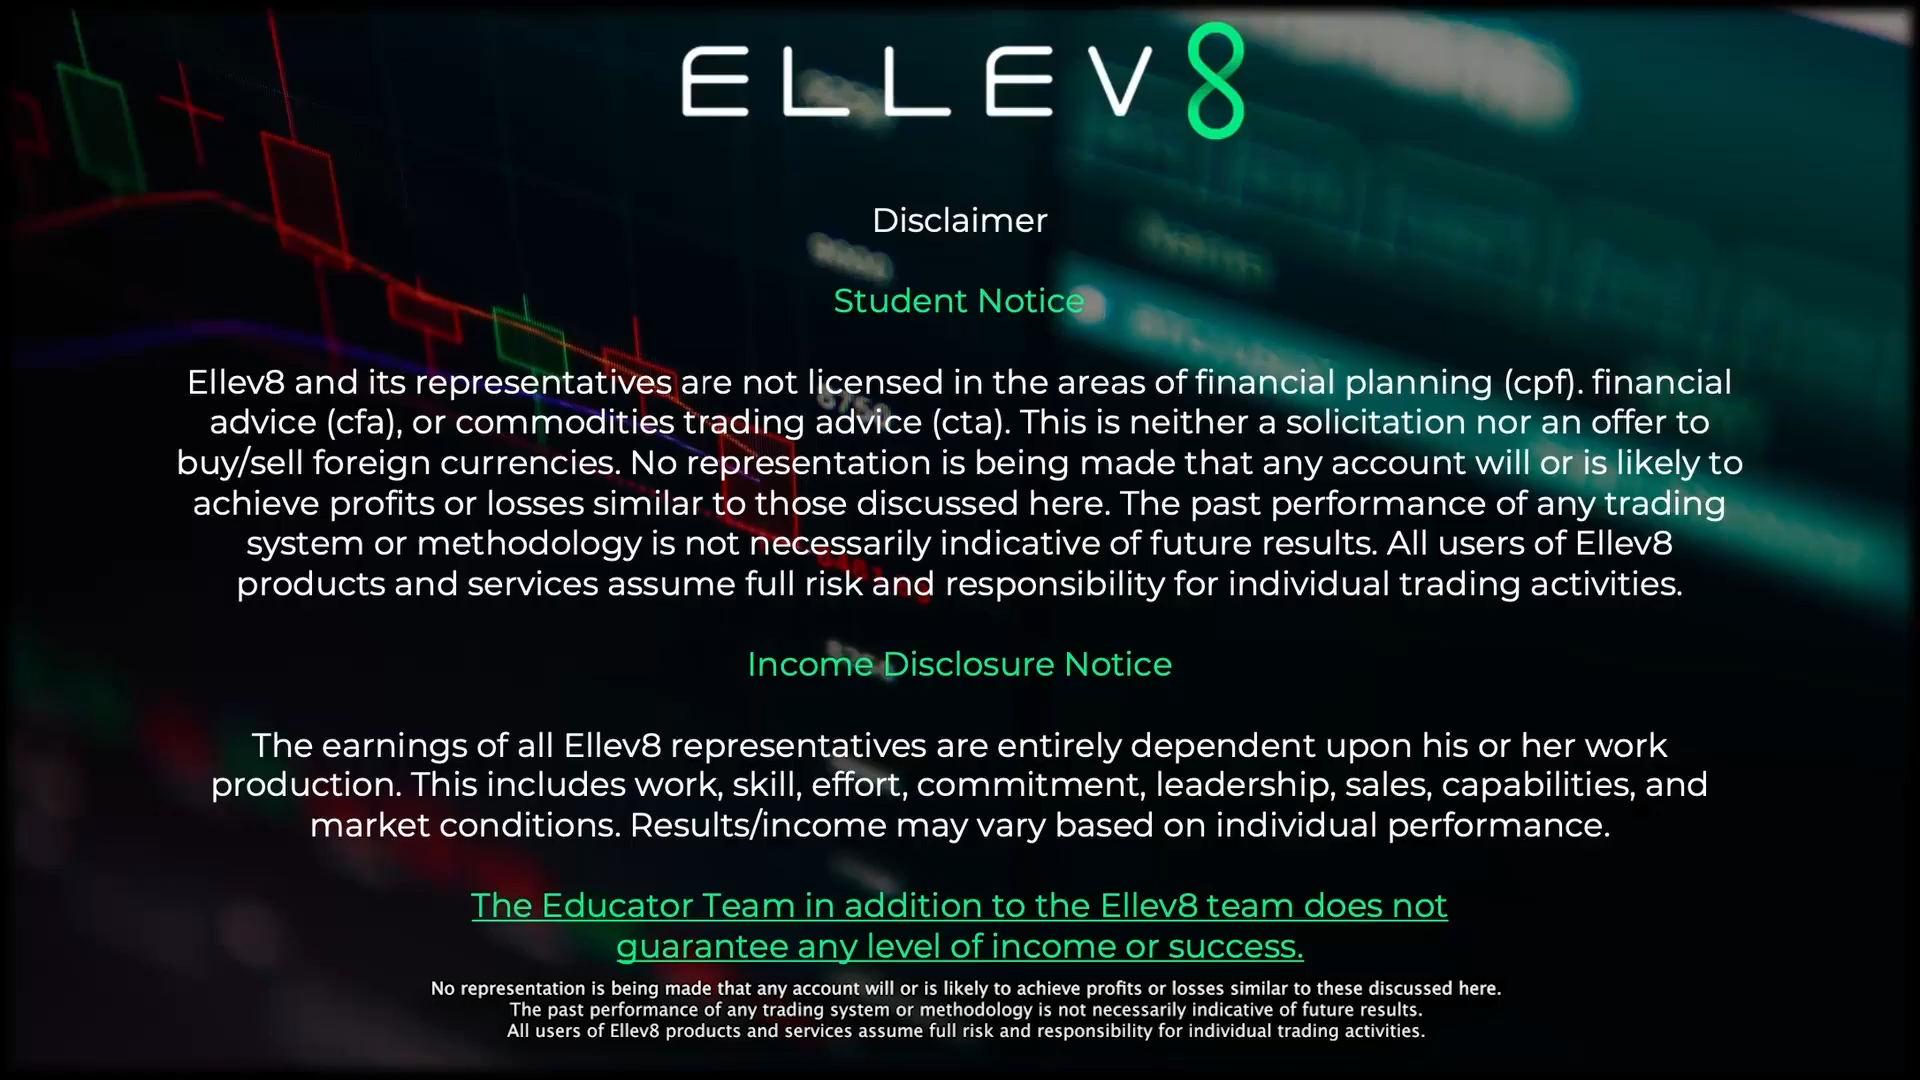 ELLEV8
Disclaimer
Student Notice
Ellev8 and its representatives are not licensed in the areas of financial planning (cpf). financial
advice (cfa), or commodities trading advice (cta). This is neither a solicitation nor an offer to
buy/sell foreign currencies. No representation is being made that any account will or is likely to
achieve profits or losses similar to those discussed here. The past performance of any trading
system or methodology is not necessarily indicative of future results. All users of Ellev8
products and services assume full risk and responsibility for individual trading activities.
Income Disclosure Notice
The earnings of all Ellev8 representatives are entirely dependent upon his or her work
production. This includes work, skill, effort, commitment, leadership, sales, capabilities, and
market conditions. Results/income may vary based on individual performance.
The Educator Team in addition to the Ellev8 team does not
guarantee any level of income or success.
No representation is being made that any account will or is likely to achieve profits or losses similar to these discussed here.
The past performance of any trading system or methodology is not necessarily indicative of future results.
All users of Ellev8 products and services assume full risk and responsibility for individual trading activities.